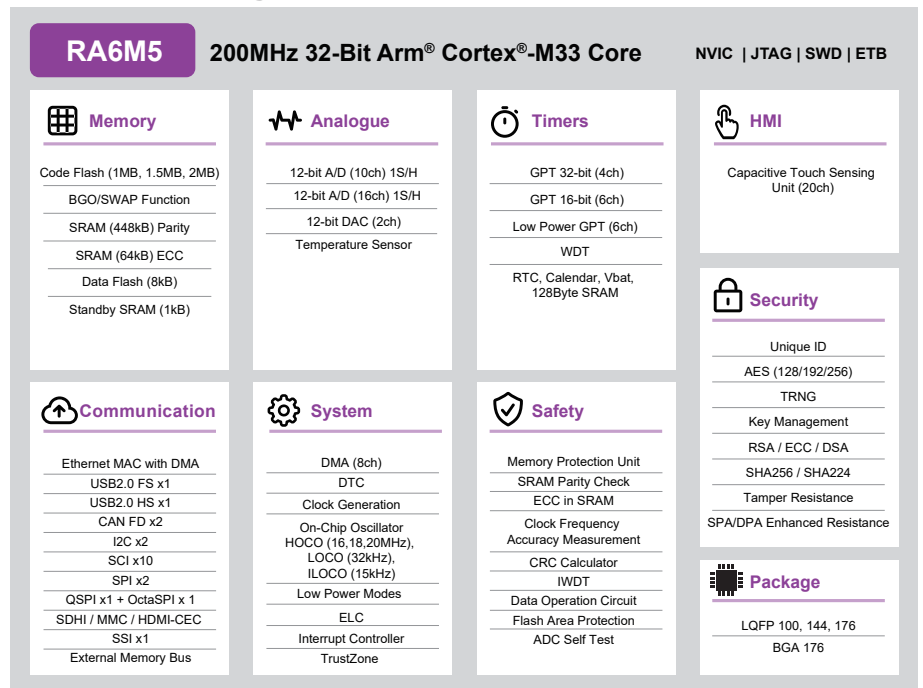 RA6M5
200MHz 32-Bit Arm® Cortex®-M33 Core
NVIC | JTAG | SWD | ETB
Memory
Code Flash (1MB, 1.5MB, 2MB)
BGO/SWAP Function
SRAM (448kB) Parity
SRAM (64kB) ECC
Data Flash (8kB)
Standby SRAM (1kB)
Analogue
12-bit A/D (10ch) 1S/H
12-bit A/D (16ch) 1S/H
12-bit DAC (2ch)
Temperature Sensor
Timers
GPT 32-bit (4ch)
GPT 16-bit (6ch)
Low Power GPT (6ch)
WDT
RTC, Calendar, Vbat,
128Byte SRAM
HMI
Capacitive Touch Sensing
Unit (20ch)
Communication
Ethernet MAC with DMA
USB2.0 FS x1
USB2.0 HS x1
CAN FD x2
I2C x2
SCI x10
SPI x2
QSPI x1 + OctaSPI x 1
SDHI / MMC / HDMI-CEC
SSI x1
External Memory Bus
System
DMA (8ch)
DTC
Clock Generation
On-Chip Oscillator
HOCO (16,18,20MHz),
LOCO (32kHz),
ILOCO (15kHz)
Low Power Modes
ELC
Interrupt Controller
TrustZone
Safety
Memory Protection Unit
SRAM Parity Check
ECC in SRAM
Clock Frequency
Accuracy Measurement
CRC Calculator
IWDT
Data Operation Circuit
Flash Area Protection
ADC Self Test
Security
Unique ID
AES (128/192/256)
TRNG
Key Management
RSA / ECC / DSA
SHA256 / SHA224
Tamper Resistance
SPA/DPA Enhanced Resistance
Package
LQFP 100, 144, 176
BGA 176